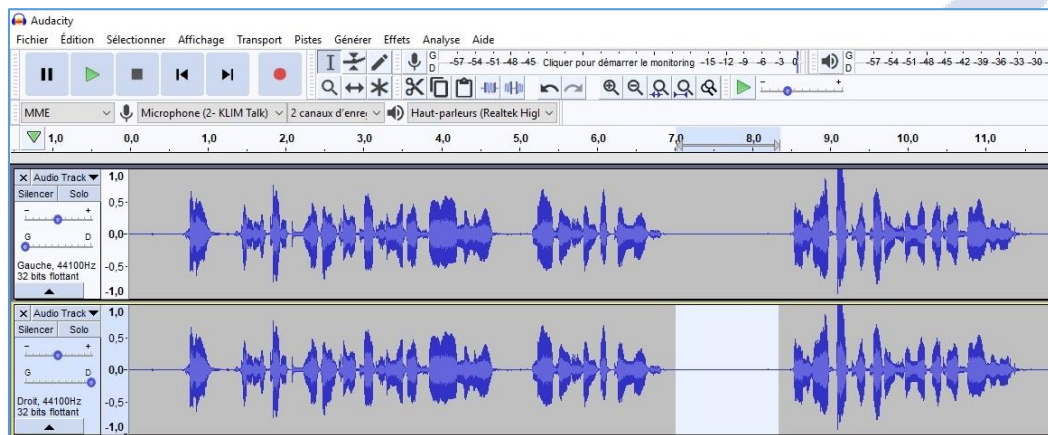 Audacity
Fichier Édition Sélectionner Affichage Transport Pistes Générer Effets Analyse Aide
G D -57 -54 -51 -48 -45 Cliquer pour démarrer le monitoring -15 -12 -9 -6 -3 0 G D -57 -54 -51 -48 -45 -42 -39 -36 -33 -30 -
MME Microphone (2- KLIM Talk) 2 canaux d'enre Haut-parleurs (Realtek Higl
1,0 0,0 1,0 2,0 3,0 4,0 5,0 6,0 7,0 8,0 9,0 10,0 11,0
x Audio Track 1,0
Silencer Solo
- + 0,5-
G D 0,0-
Gauche, 44100Hz -0,5-
32 bits flottant
-1,0
x Audio Track 1,0
Silencer Solo
- + 0,5-
G D 0,0-
Droit, 44100Hz -0,5-
32 bits flottant
-1,0